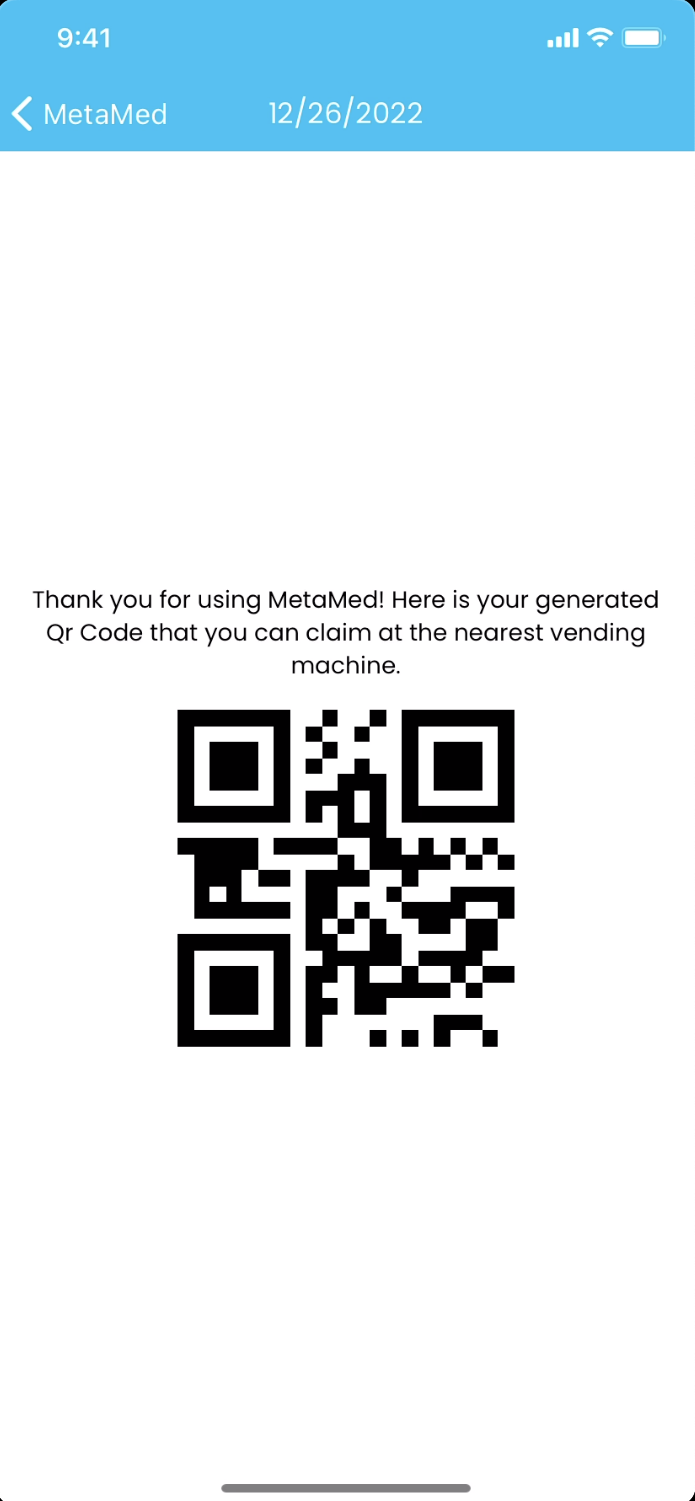 9:41
MetaMed 12/26/2022
Thank you for using MetaMed! Here is your generated
Qr Code that you can claim at the nearest vending
machine.